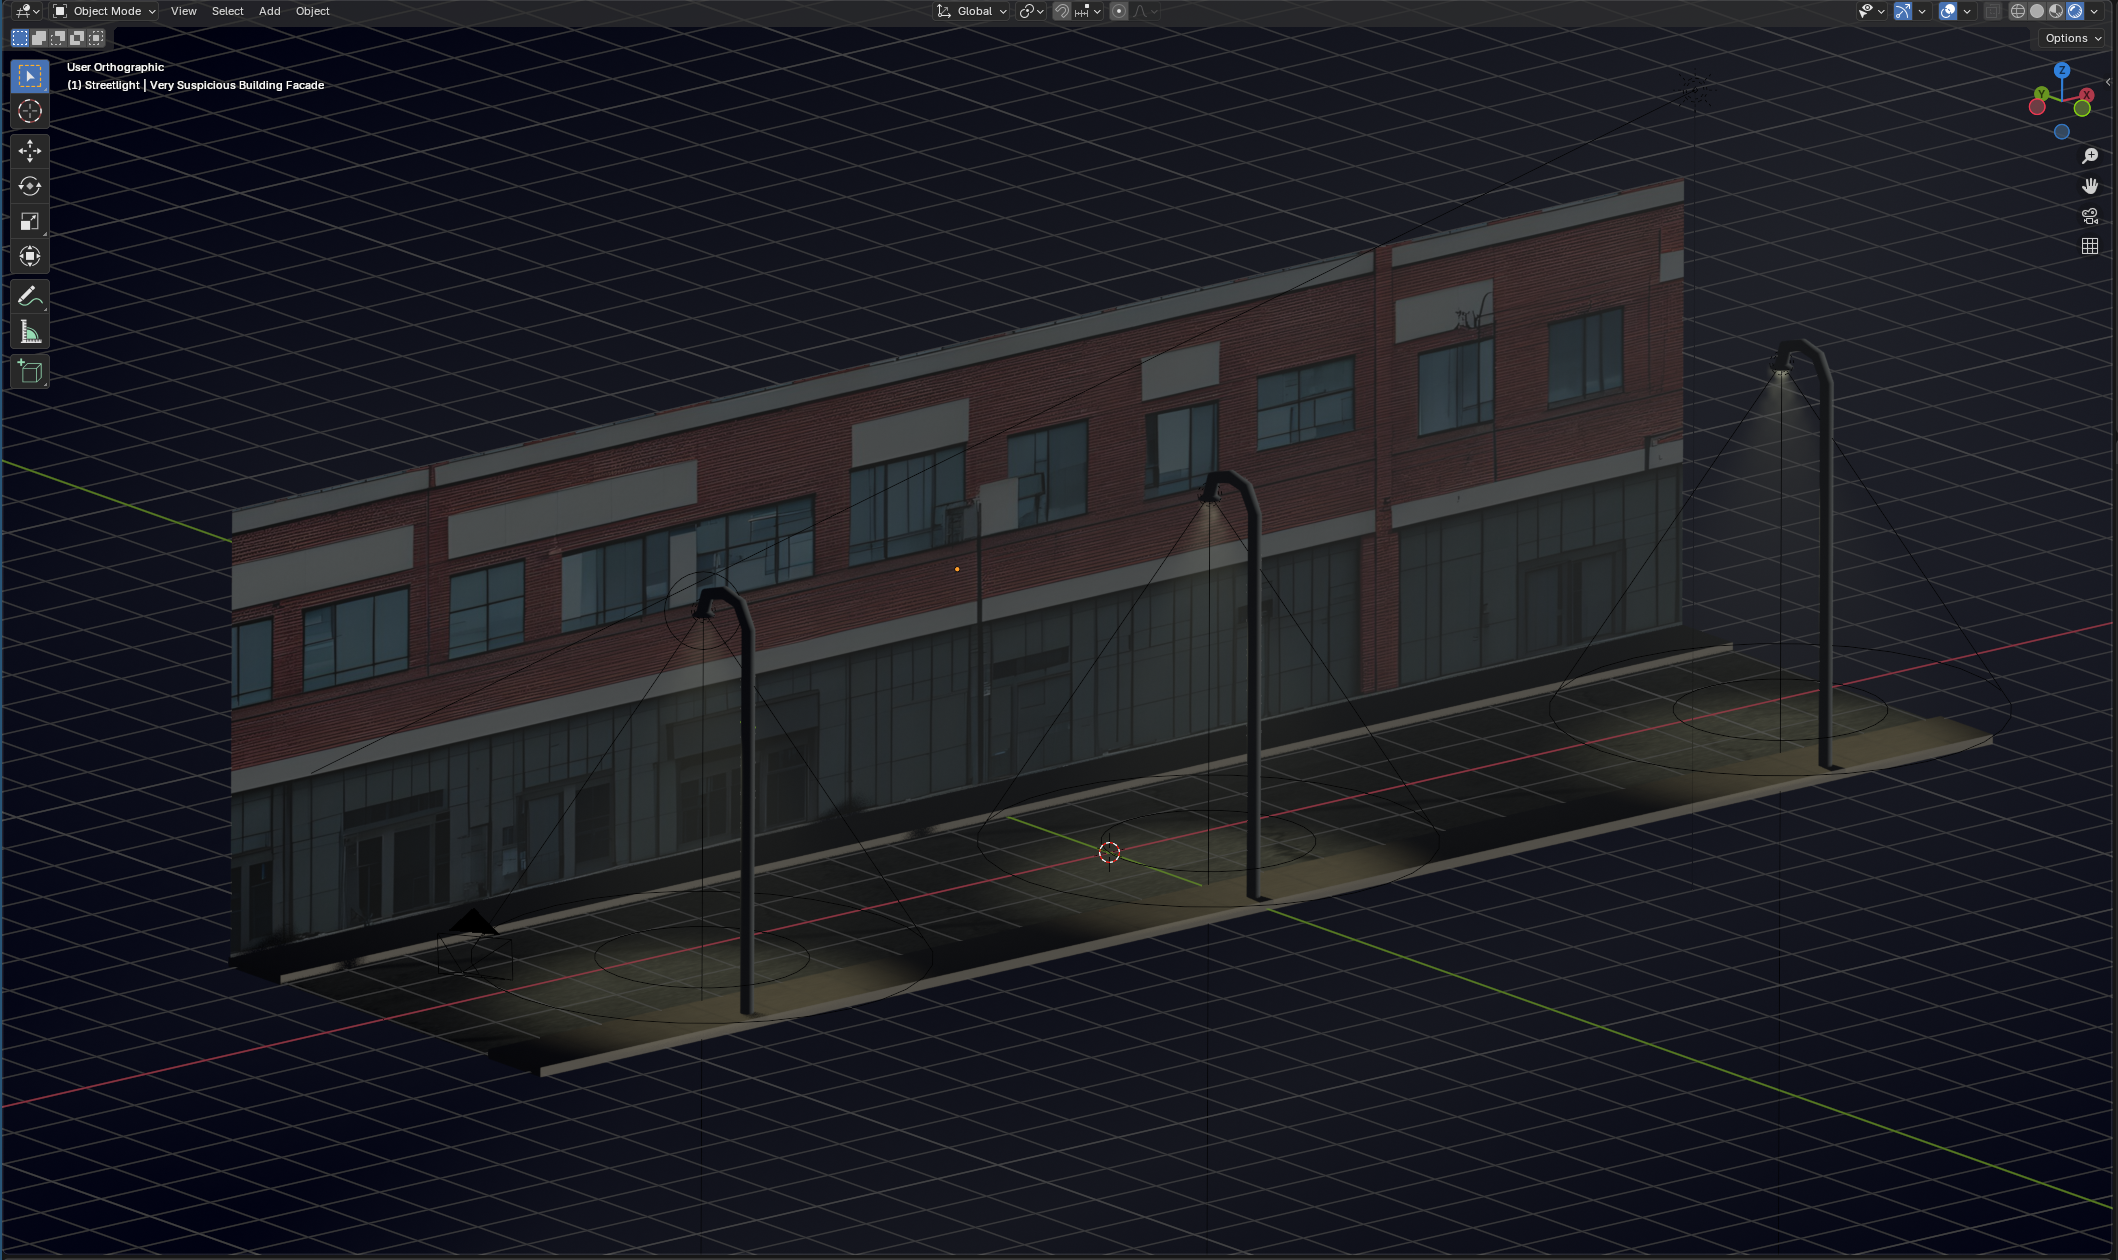 Object Mode View Select Add Object Global
Options
User Orthographic
(1) Streetlight | Very Suspicious Building Facade
Z
Y X